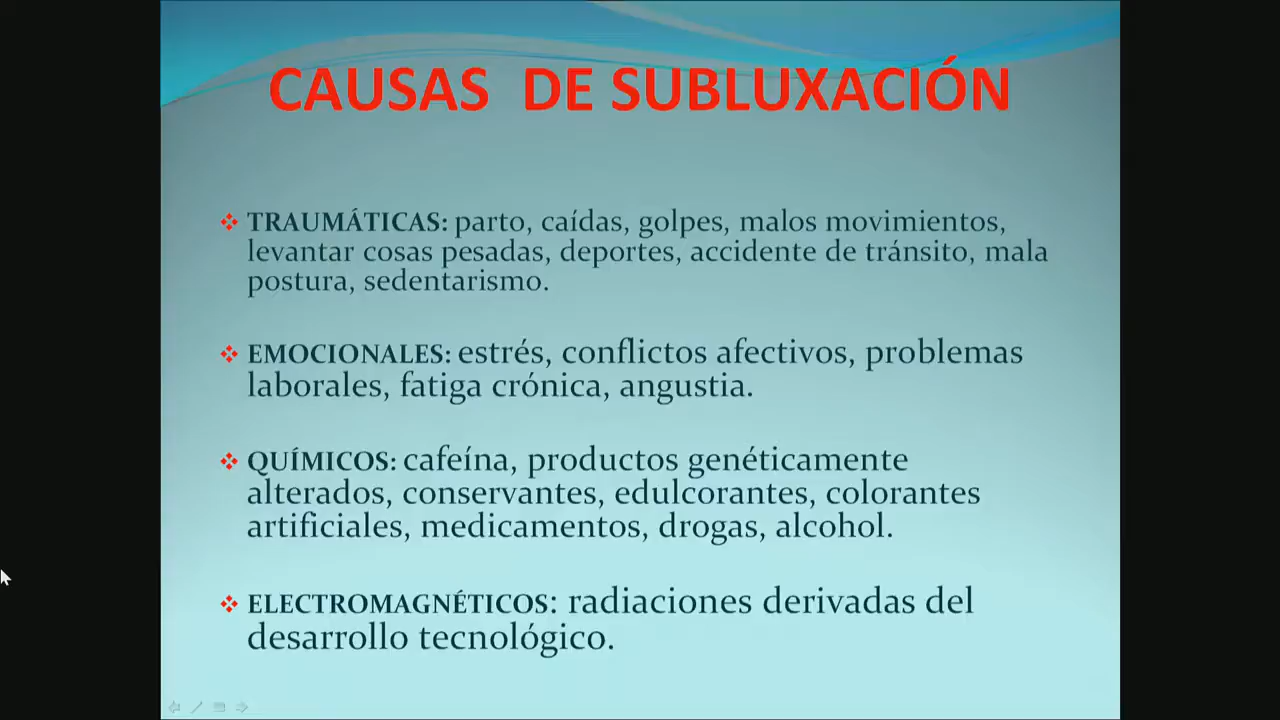 CAUSAS DE SUBLUXACIÓN
TRAUMÁTICAS: parto, caídas, golpes, malos movimientos,
levantar cosas pesadas, deportes, accidente de tránsito, mala
postura, sedentarismo.
EMOCIONALES: estrés, conflictos afectivos, problemas
laborales, fatiga crónica, angustia.
QUÍMICOS: cafeína, productos genéticamente
alterados, conservantes, edulcorantes, colorantes
artificiales, medicamentos, drogas, alcohol.
ELECTROMAGNÉTICOS: radiaciones derivadas del
desarrollo tecnológico.